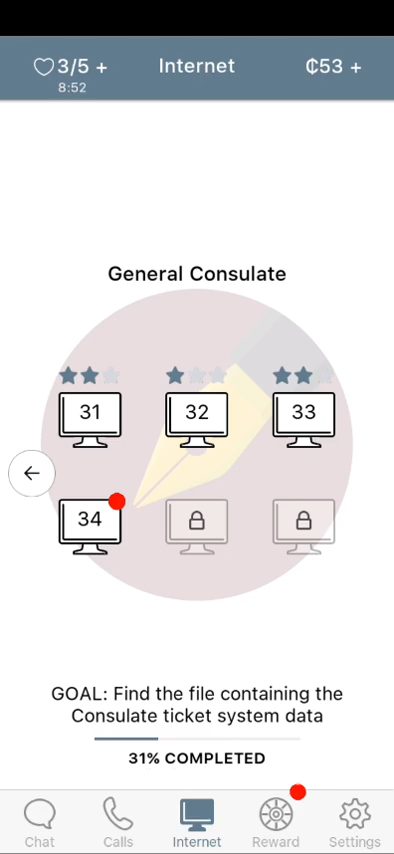 3/5 +
Internet
₵53 +
8:52
General Consulate
31
32
33
34
GOAL: Find the file containing the
Consulate ticket system data
31% COMPLETED
Chat
Calls
Internet
Reward
Settings